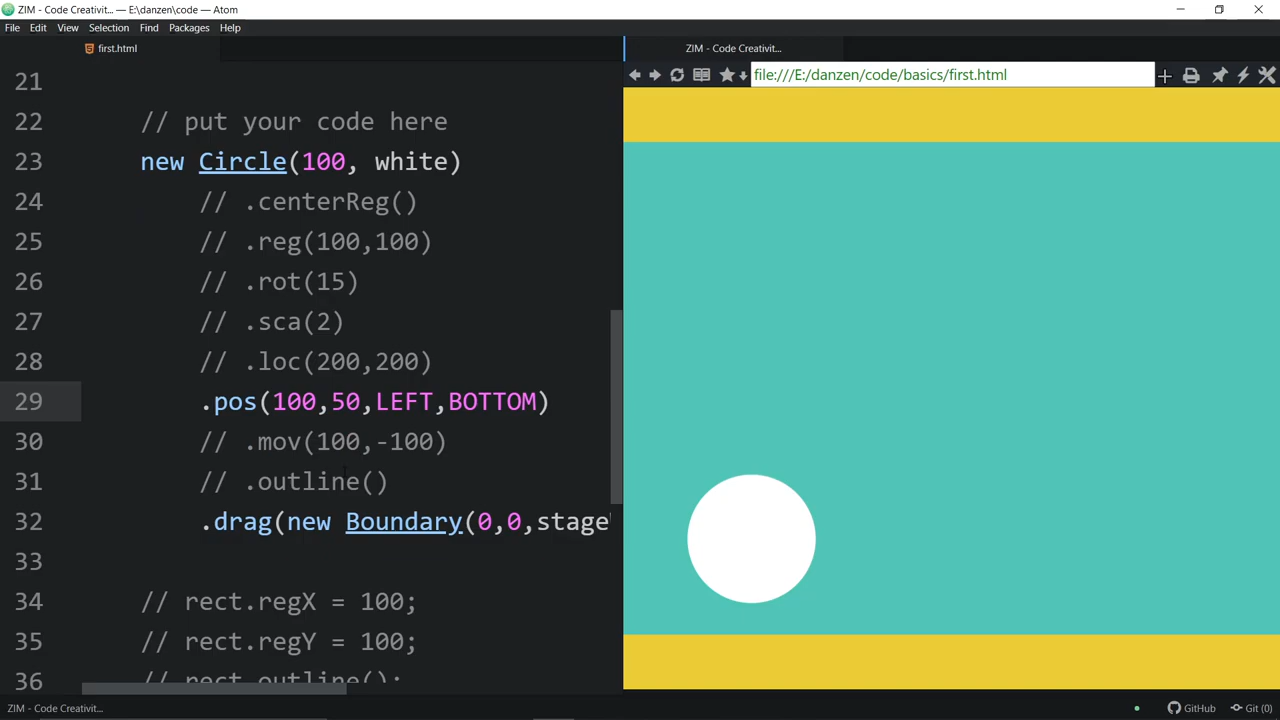 ZIM - Code Creativit... — E:\danzen\code — Atom
File Edit View Selection Find Packages Help
first.html
ZIM - Code Creativit...
file:///E:/danzen/code/basics/first.html
21
22 // put your code here
23 new Circle(100, white)
24 // .centerReg()
25 // .reg(100,100)
26 // .rot(15)
27 // .sca(2)
28 // .loc(200,200)
29 .pos(100,50,LEFT,BOTTOM)
30 // .mov(100,-100)
31 // .outline()
32 .drag(new Boundary(0,0,stage
33
34 // rect.regX = 100;
35 // rect.regY = 100;
36 // rect.outline();
ZIM - Code Creativit...
GitHub
Git (0)